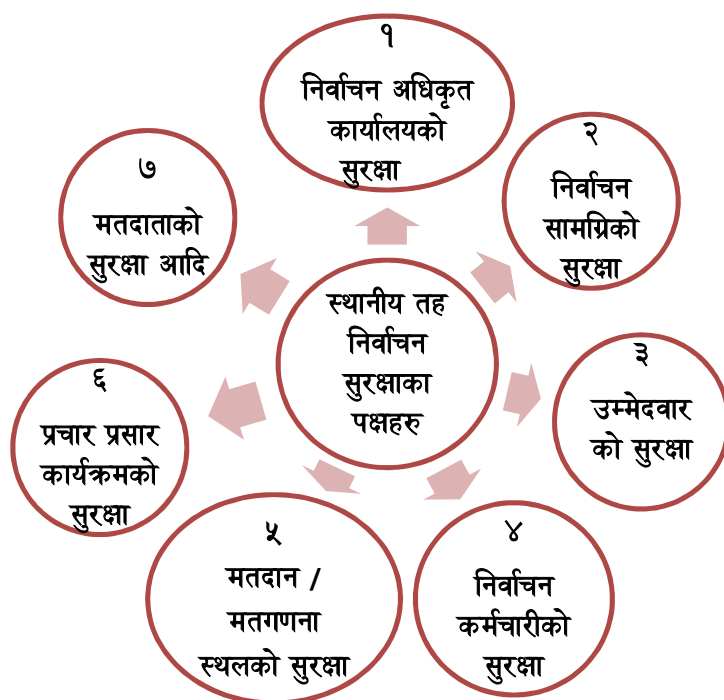 १
निर्वाचन अधिकृत
कार्यालयको
सुरक्षा
२
निर्वाचन
सामग्रिको
सुरक्षा
३
उम्मेदवार
को सुरक्षा
४
निर्वाचन
कर्मचारीको
सुरक्षा
५
मतदान /
मतगणना
स्थलको सुरक्षा
६
प्रचार प्रसार
कार्यक्रमको
सुरक्षा
७
मतदाताको
सुरक्षा आदि
स्थानीय तह
निर्वाचन
सुरक्षाका
पक्षहरु